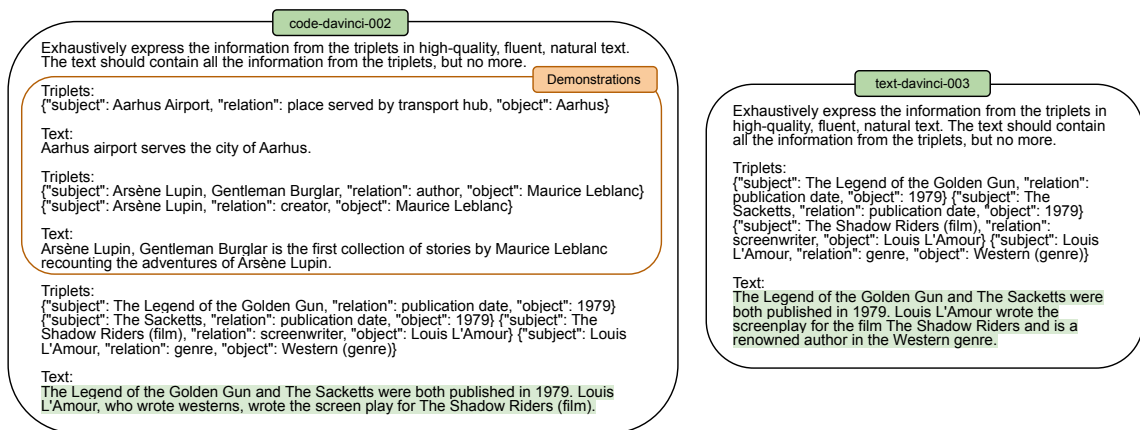 code-davinci-002
Exhaustively express the information from the triplets in high-quality, fluent, natural text.
The text should contain all the information from the triplets, but no more.
Demonstrations
Triplets:
{"subject": Aarhus Airport, "relation": place served by transport hub, "object": Aarhus}
Text:
Aarhus airport serves the city of Aarhus.
Triplets:
{"subject": Arsène Lupin, Gentleman Burglar, "relation": author, "object": Maurice Leblanc}
{"subject": Arsène Lupin, "relation": creator, "object": Maurice Leblanc}
Text:
Arsène Lupin, Gentleman Burglar is the first collection of stories by Maurice Leblanc
recounting the adventures of Arsène Lupin.
Triplets:
{"subject": The Legend of the Golden Gun, "relation": publication date, "object": 1979}
{"subject": The Sacketts, "relation": publication date, "object": 1979} {"subject": The
Shadow Riders (film), "relation": screenwriter, "object": Louis L'Amour} {"subject": Louis
L'Amour, "relation": genre, "object": Western (genre)}
Text:
The Legend of the Golden Gun and The Sacketts were both published in 1979. Louis
L'Amour, who wrote westerns, wrote the screen play for The Shadow Riders (film).
text-davinci-003
Exhaustively express the information from the triplets in
high-quality, fluent, natural text. The text should contain
all the information from the triplets, but no more.
Triplets:
{"subject": The Legend of the Golden Gun, "relation":
publication date, "object": 1979} {"subject": The
Sacketts, "relation": publication date, "object": 1979}
{"subject": The Shadow Riders (film), "relation":
screenwriter, "object": Louis L'Amour} {"subject": Louis
L'Amour, "relation": genre, "object": Western (genre)}
Text:
The Legend of the Golden Gun and The Sacketts were
both published in 1979. Louis L'Amour wrote the
screenplay for the film The Shadow Riders and is a
renowned author in the Western genre.